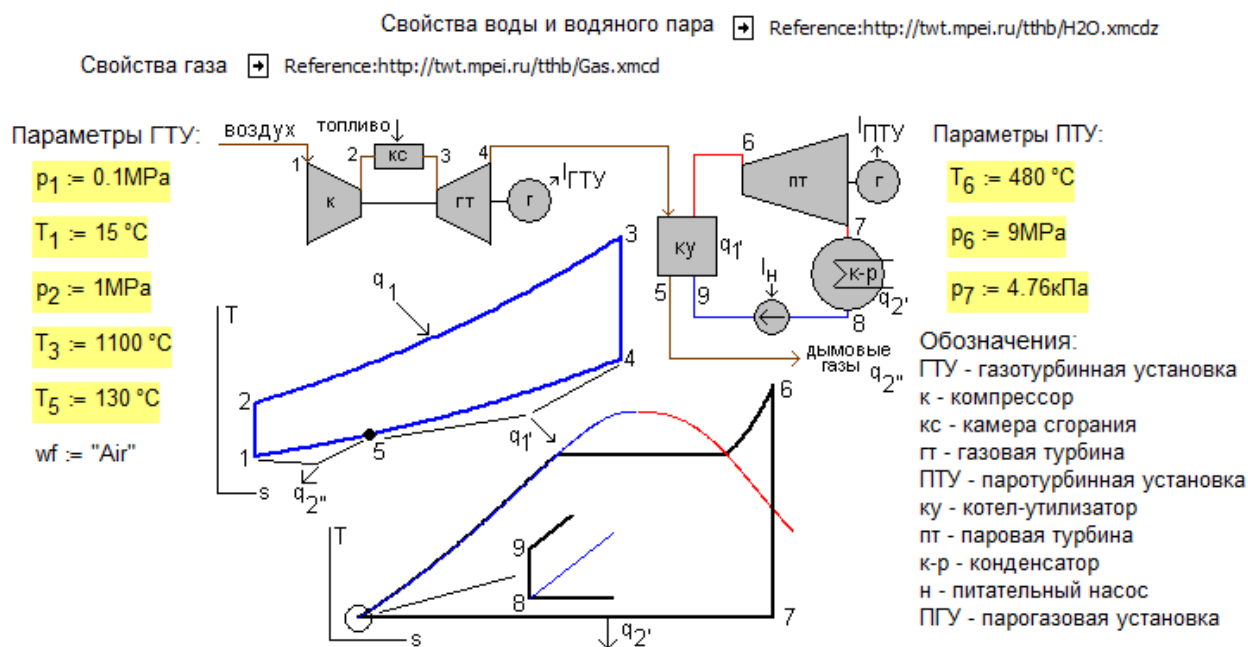 Свойства воды и водяного пара Reference:http://twt.mpei.ru/tthb/H2O.xmcdz
Свойства газа Reference:http://twt.mpei.ru/tthb/Gas.xmcd
Параметры ГТУ:
p1 := 0.1MPa
T1 := 15 °C
p2 := 1MPa
T3 := 1100 °C
T5 := 130 °C
wf := "Air"
воздух
топливо
1
2
кс
3
4
к
гт
г
lГТУ
6
пт
г
lПТУ
7
ку
q1'
5
9
lн
к-р
q2'
8
дымовые
газы q2"
T
q1
3
2
4
1
5
q1'
q2"
s
T
6
9
8
7
q2'
s
Параметры ПТУ:
T6 := 480 °C
p6 := 9MPa
p7 := 4.76кПа
Обозначения:
ГТУ - газотурбинная установка
к - компрессор
кс - камера сгорания
гт - газовая турбина
ПТУ - паротурбинная установка
ку - котел-утилизатор
пт - паровая турбина
к-р - конденсатор
н - питательный насос
ПГУ - парогазовая установка